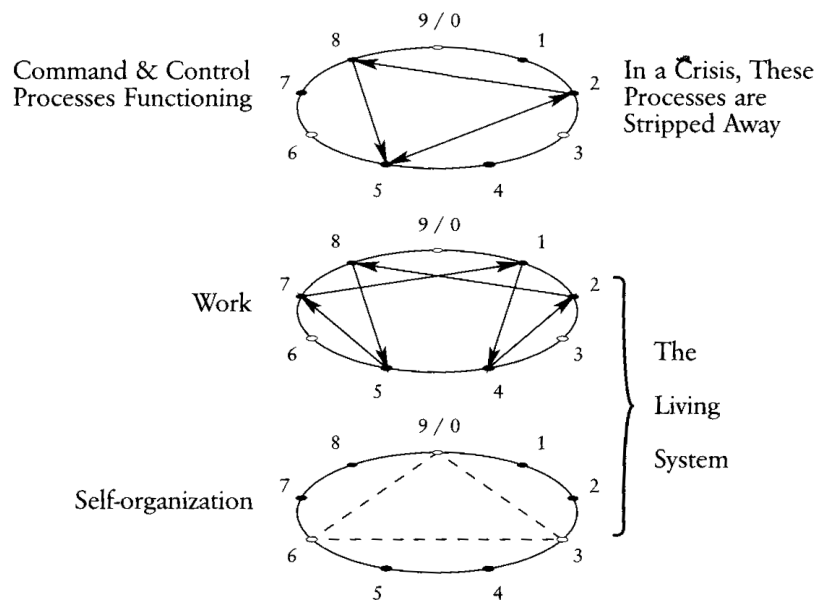 9 / 0
8 1
Command & Control 7 2 In a Crisis, These
Processes Functioning Processes are
Stripped Away
6 3
5 4
9 / 0
8 1
7 2
Work
6 3
5 4
The
Living
System
9 / 0
8 1
7 2
Self-organization
6 3
5 4